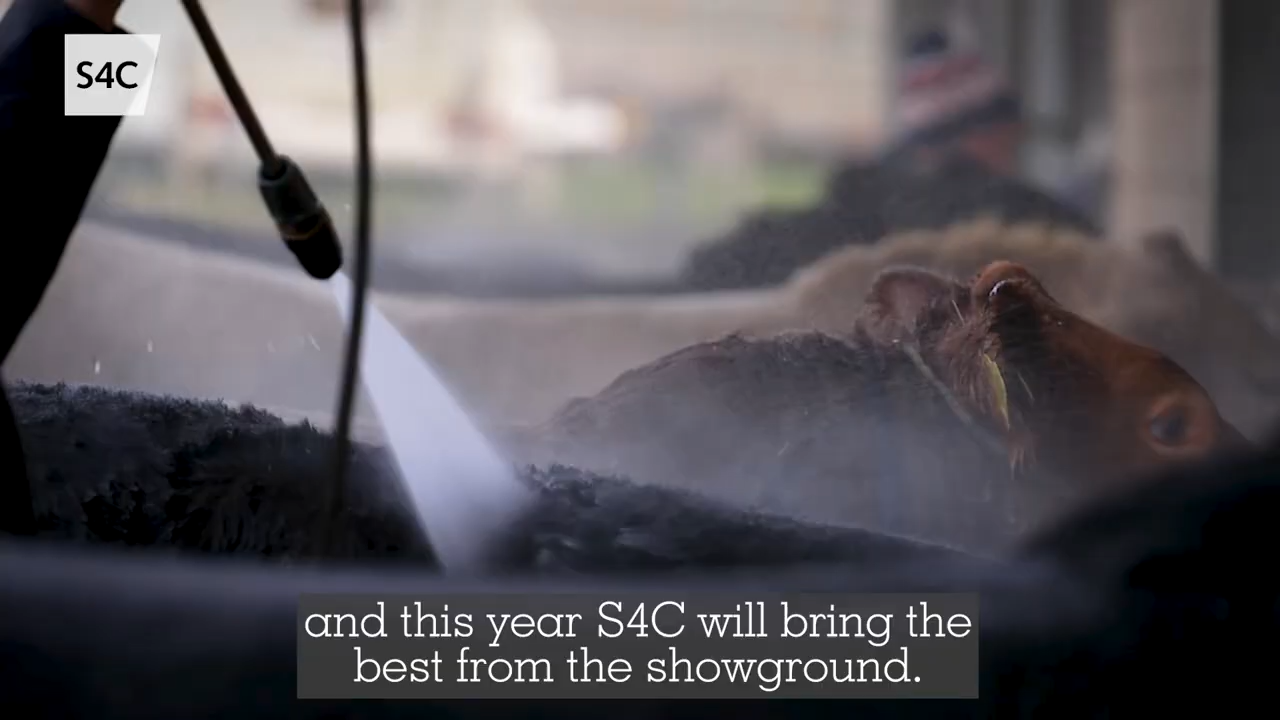 S4C
and this year S4C will bring the
best from the showground.